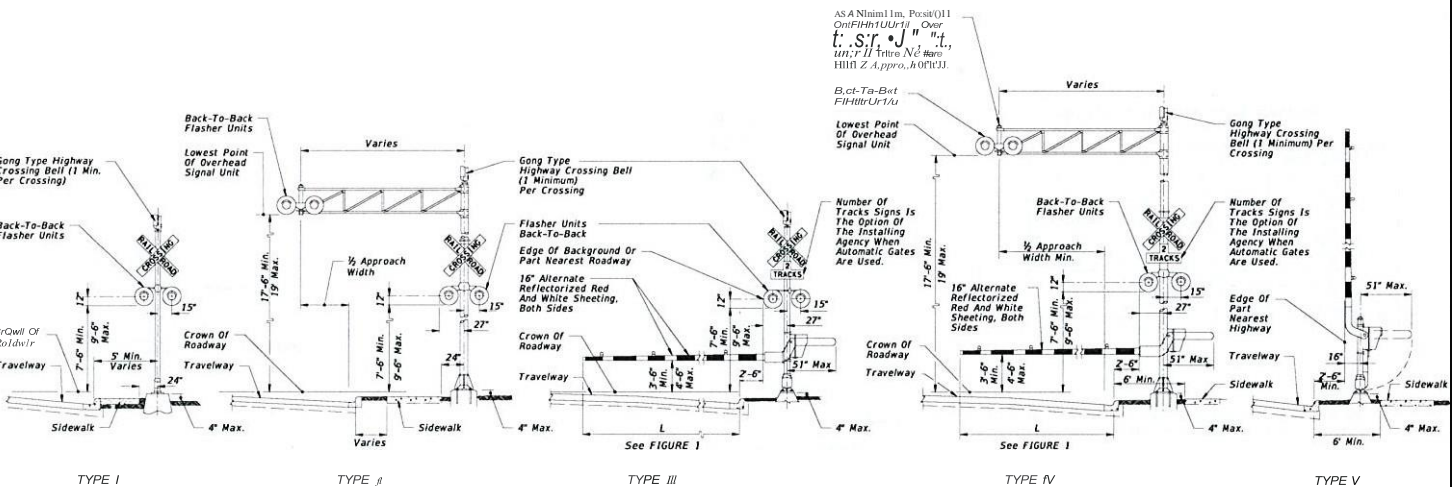 Gong Type Highway
Crossing Bell (1 Min.
Per Crossing)
Back-To-Back
Flasher Units
12"
15"
7'-6" Min.
9'-6" Max.
5' Min.
Varies
24"
Travelway
Sidewalk
4" Max.
RAILROAD
CROSSING
TYPE I
Back-To-Back
Flasher Units
Lowest Point
Of Overhead
Signal Unit
Varies
17'-6" Min.
19' Max.
½ Approach
Width
RAILROAD
CROSSING
12"
15"
27"
7'-6" Min.
9'-6" Max.
24"
Crown Of
Roadway
Travelway
Sidewalk
4" Max.
Varies
TYPE II
Gong Type
Highway Crossing Bell
(1 Minimum)
Per Crossing
Flasher Units
Back-To-Back
Edge Of Background Or
Part Nearest Roadway
16" Alternate
Reflectorized Red
And White Sheeting,
Both Sides
Crown Of
Roadway
Travelway
RAILROAD
CROSSING
2
TRACKS
Number Of
Tracks Signs Is
The Option Of
The Installing
Agency When
Automatic Gates
Are Used.
12"
15"
27"
7'-6" Min.
9'-6" Max.
51" Max.
3'-6" Min.
4'-6" Max.
2'-6"
4" Max.
L
See FIGURE 1
TYPE III
Lowest Point
Of Overhead
Signal Unit
Varies
17'-6" Min.
19' Max.
Gong Type
Highway Crossing
Bell (1 Minimum) Per
Crossing
Back-To-Back
Flasher Units
½ Approach
Width Min.
RAILROAD
CROSSING
2
TRACKS
Number Of
Tracks Signs Is
The Option Of
The Installing
Agency When
Automatic Gates
Are Used.
16" Alternate
Reflectorized
Red And White
Sheeting, Both
Sides
12"
15"
27"
7'-6" Min.
9'-6" Max.
Crown Of
Roadway
Travelway
3'-6" Min.
4'-6" Max.
2'-6"
6' Min.
51" Max.
Sidewalk
4" Max.
L
See FIGURE 1
TYPE fV
51" Max.
Edge Of
Part
Nearest
Highway
Travelway
16"
2'-6"
Min.
Sidewalk
4" Max.
6' Min.
TYPE V